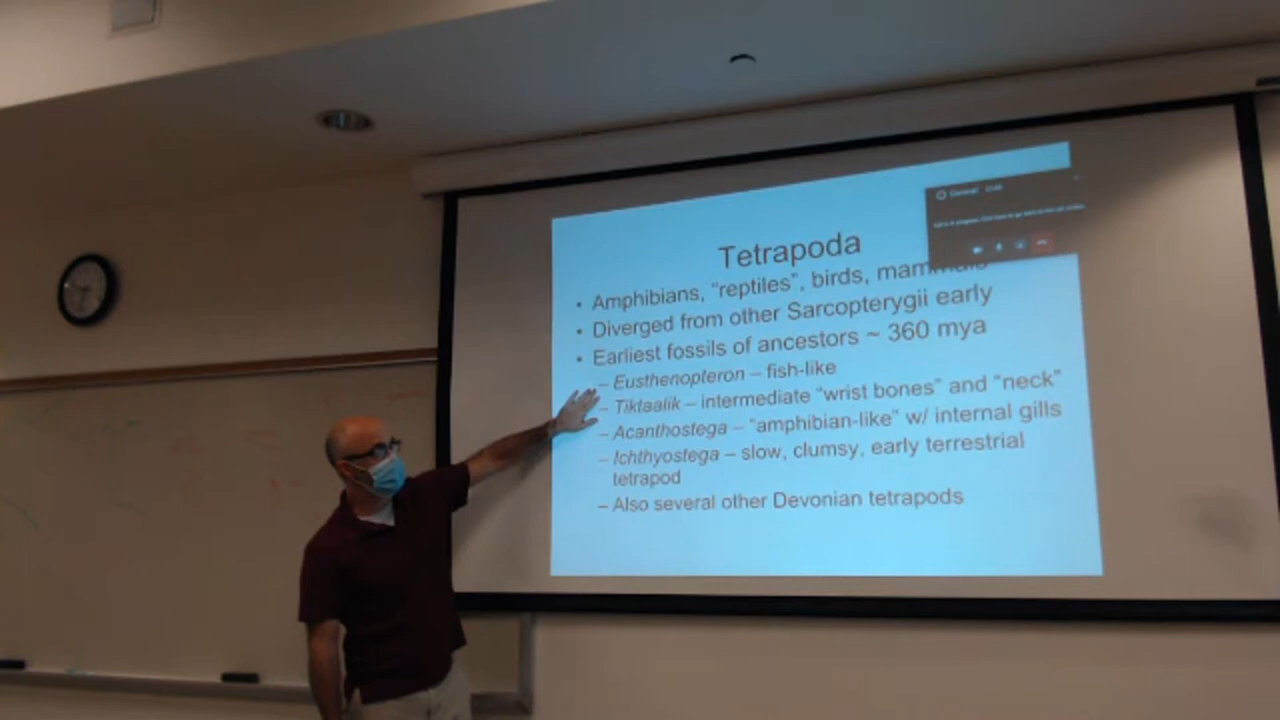 Tetrapoda
• Amphibians, "reptiles", birds, mammals
• Diverged from other Sarcopterygii early
• Earliest fossils of ancestors ~ 360 mya
– Eusthenopteron – fish-like
– Tiktaalik – intermediate "wrist bones" and "neck"
– Acanthostega – "amphibian-like" w/ internal gills
– Ichthyostega – slow, clumsy, early terrestrial
tetrapod
– Also several other Devonian tetrapods